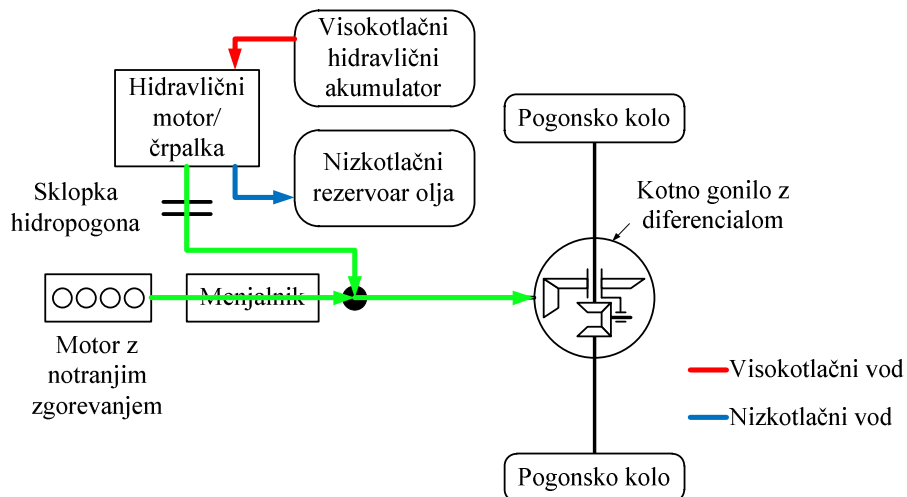 Visokotlačni
hidravlični
akumulator
Hidravlični
motor/
črpalka
Nizkotlačni
rezervoar olja
Sklopka
hidropogona
Menjalnik
Motor z
notranjim
zgorevanjem
Pogonsko kolo
Kotno gonilo z
diferencialom
Visokotlačni vod
Nizkotlačni vod
Pogonsko kolo